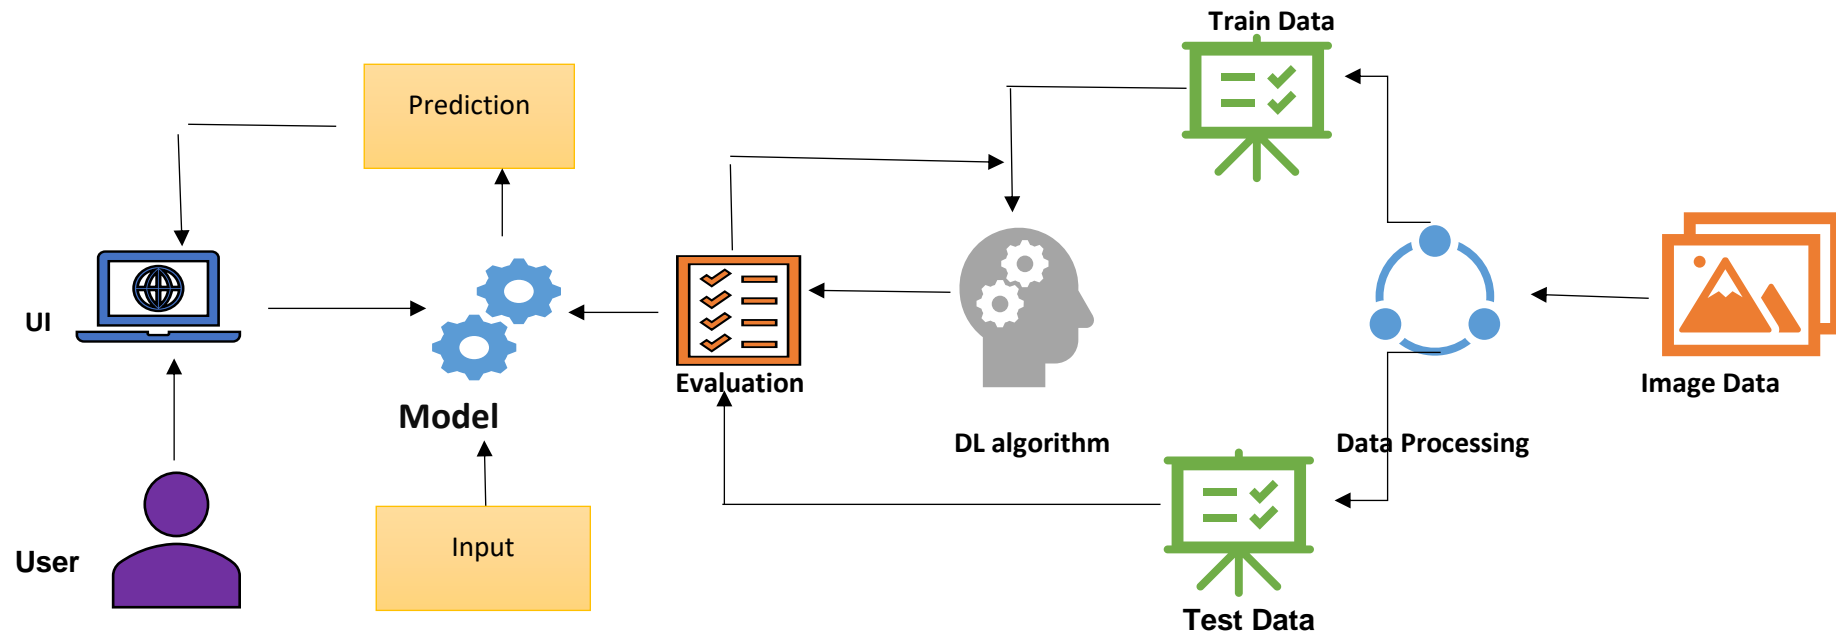 Train Data
Prediction
UI
Evaluation
Image Data
Model
DL algorithm
Data Processing
Input
User
Test Data